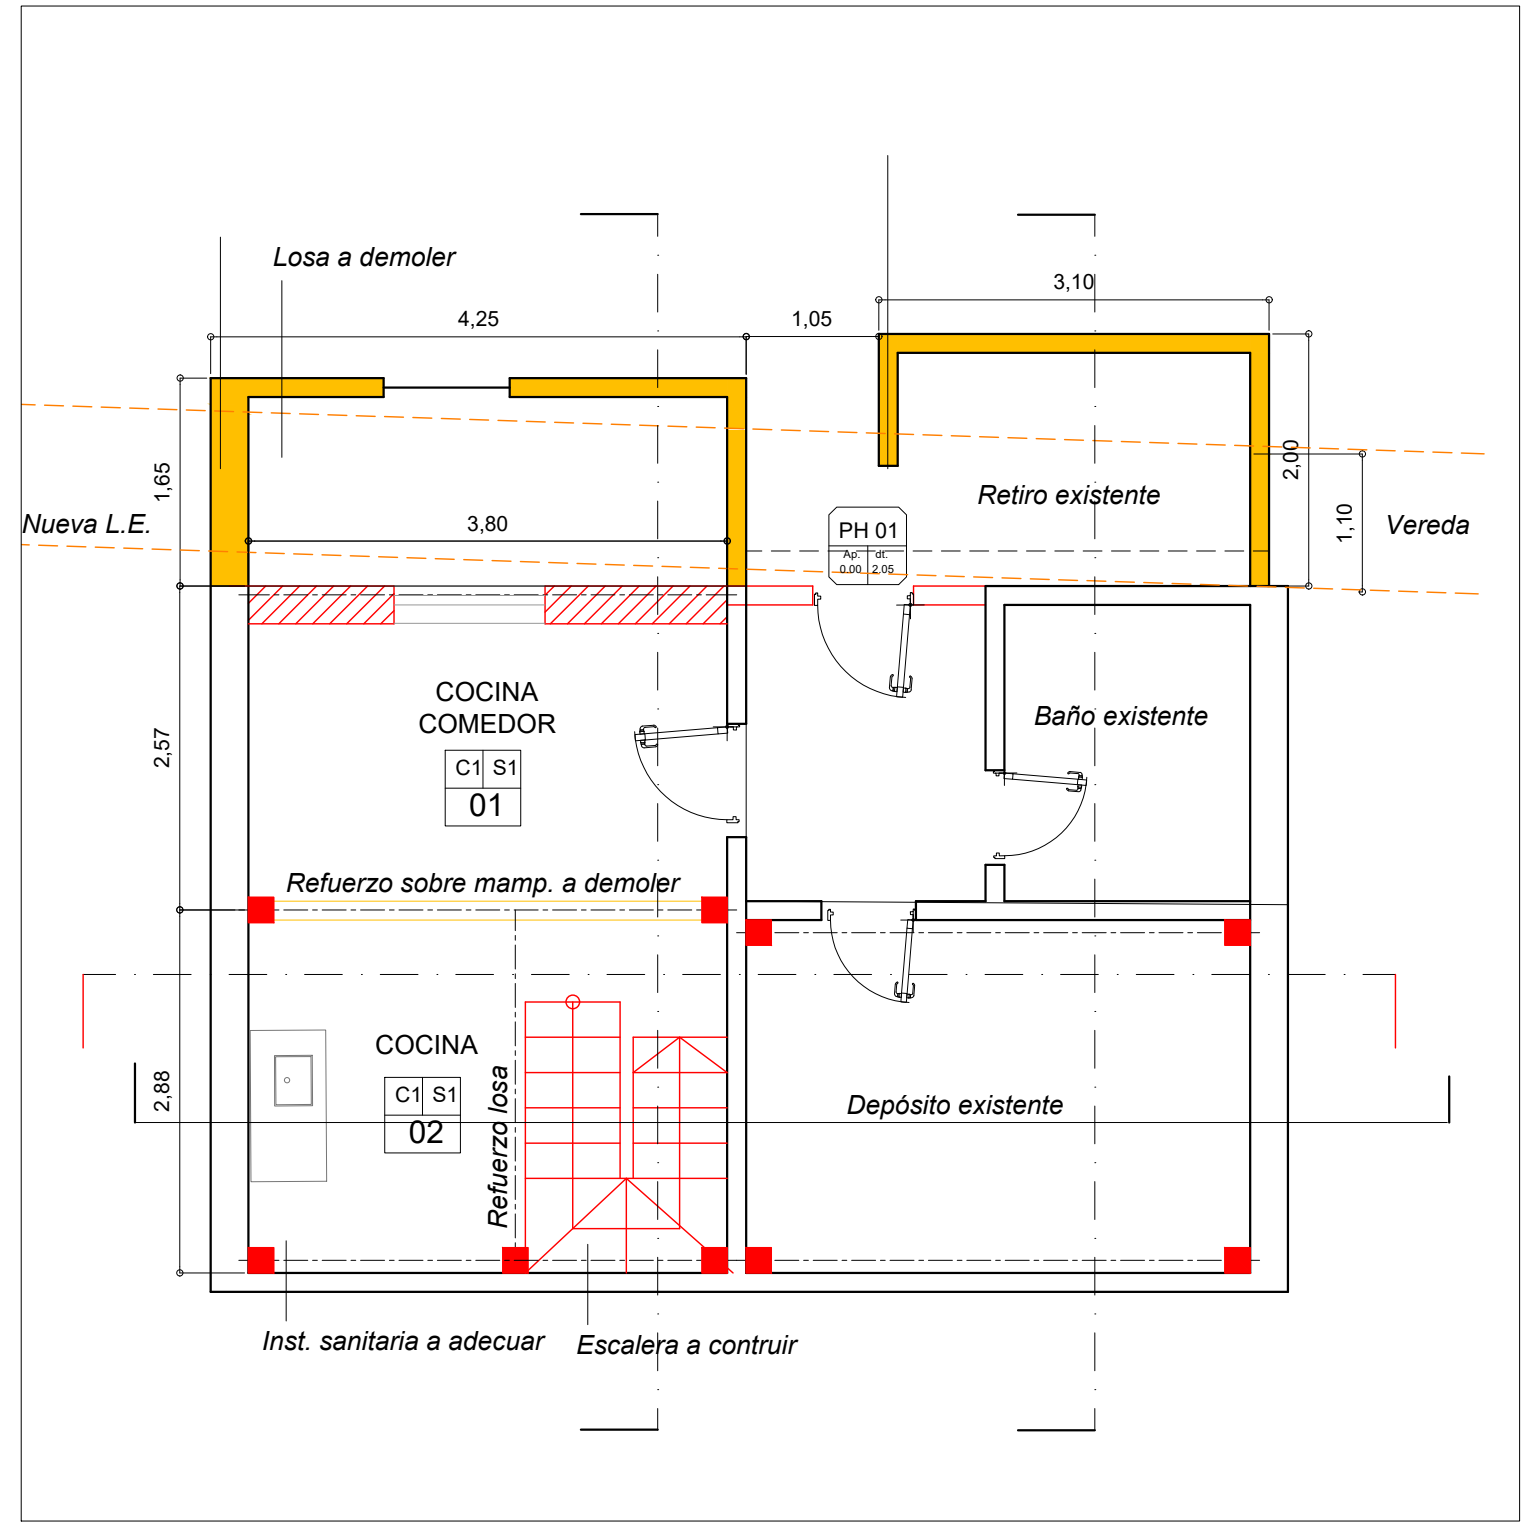 Losa a demoler
3,10
4,25
1,05
1,65
2,00
Nueva L.E.
3,80
Retiro existente
1,10
Vereda
PH 01
Ap. dt.
0.00 2.05
COCINA
COMEDOR
C1 S1
01
2,57
Baño existente
Refuerzo sobre mamp. a demoler
COCINA
C1 S1
02
2,88
Refuerzo losa
Depósito existente
Inst. sanitaria a adecuar
Escalera a contruir